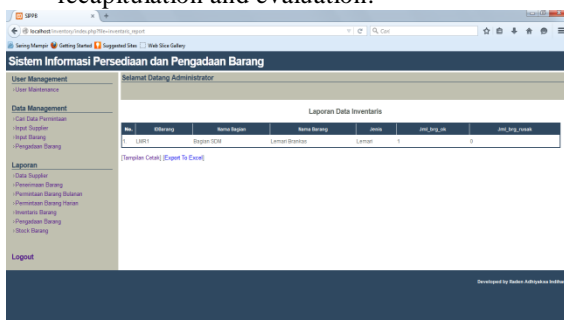 recapitulation and evaluation.
SPPB
localhost/inventory/index.php?file=inventaris_report
Cari
Sering Mampir Getting Started Suggested Sites Web Slice Gallery
Sistem Informasi Persediaan dan Pengadaan Barang
User Management
User Maintenance
Data Management
Cari Data Permintaan
Input Supplier
Input Barang
Pengadaan Barang
Laporan
Data Supplier
Penerimaan Barang
Permintaan Barang Bulanan
Permintaan Barang Harian
Inventaris Barang
Pengadaan Barang
Stock Barang
Logout
Selamat Datang Administrator
Laporan Data Inventaris
No. IDBarang Nama Bagian Nama Barang Jenis Jml_brg_ok Jml_brg_rusak
1. LMR1 Bagian SDM Lemari Brankas Lemari 1 0
[Tampilan Cetak] [Export To Excel]
Developed by Raden Adhiyaksa